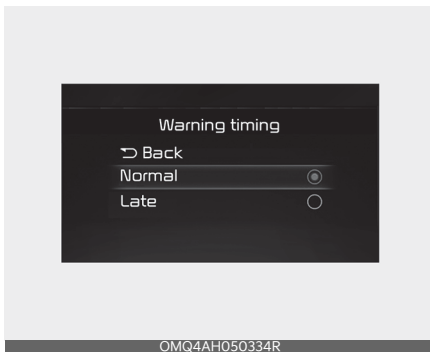 Warning timing
Back
Normal
Late
OMQ4AH050334R